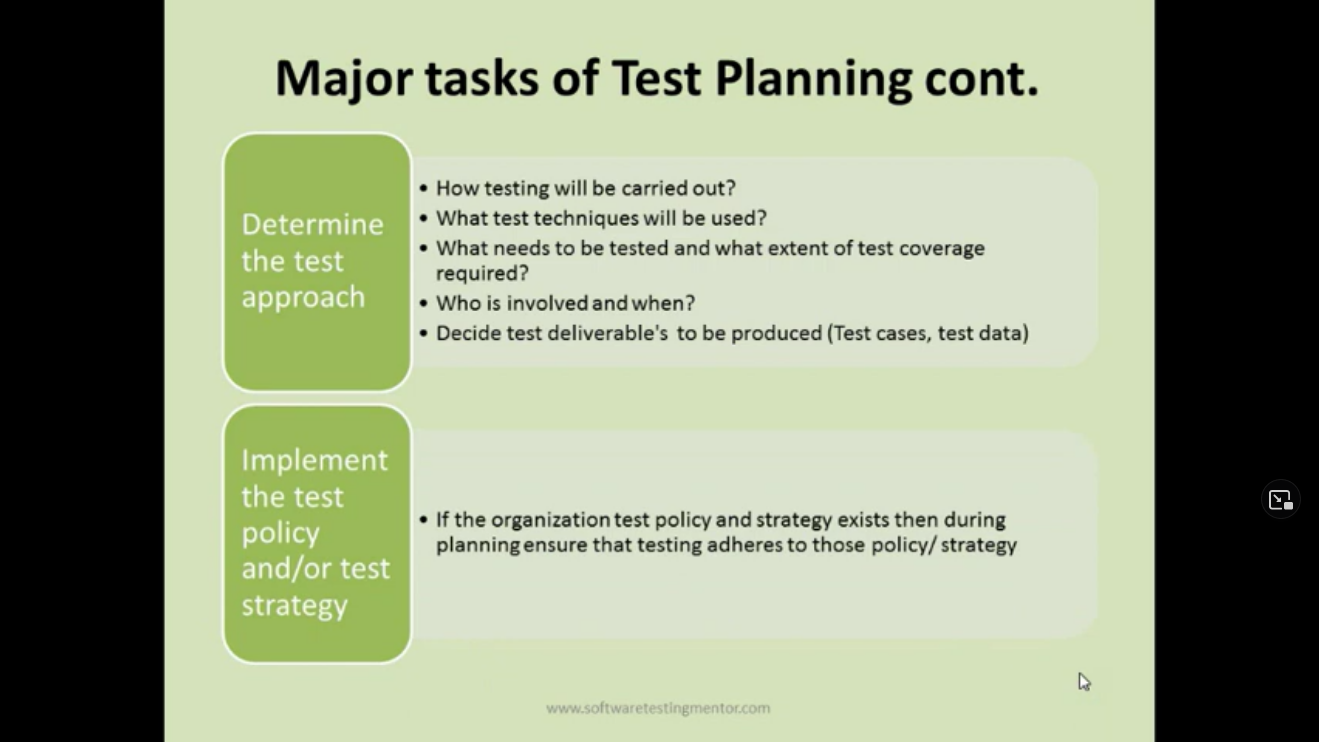 Major tasks of Test Planning cont.
Determine
the test
approach
• How testing will be carried out?
• What test techniques will be used?
• What needs to be tested and what extent of test coverage
required?
• Who is involved and when?
• Decide test deliverable's to be produced (Test cases, test data)
Implement
the test
policy
and/or test
strategy
• If the organization test policy and strategy exists then during
planning ensure that testing adheres to those policy/ strategy
www.softwaretestingmentor.com